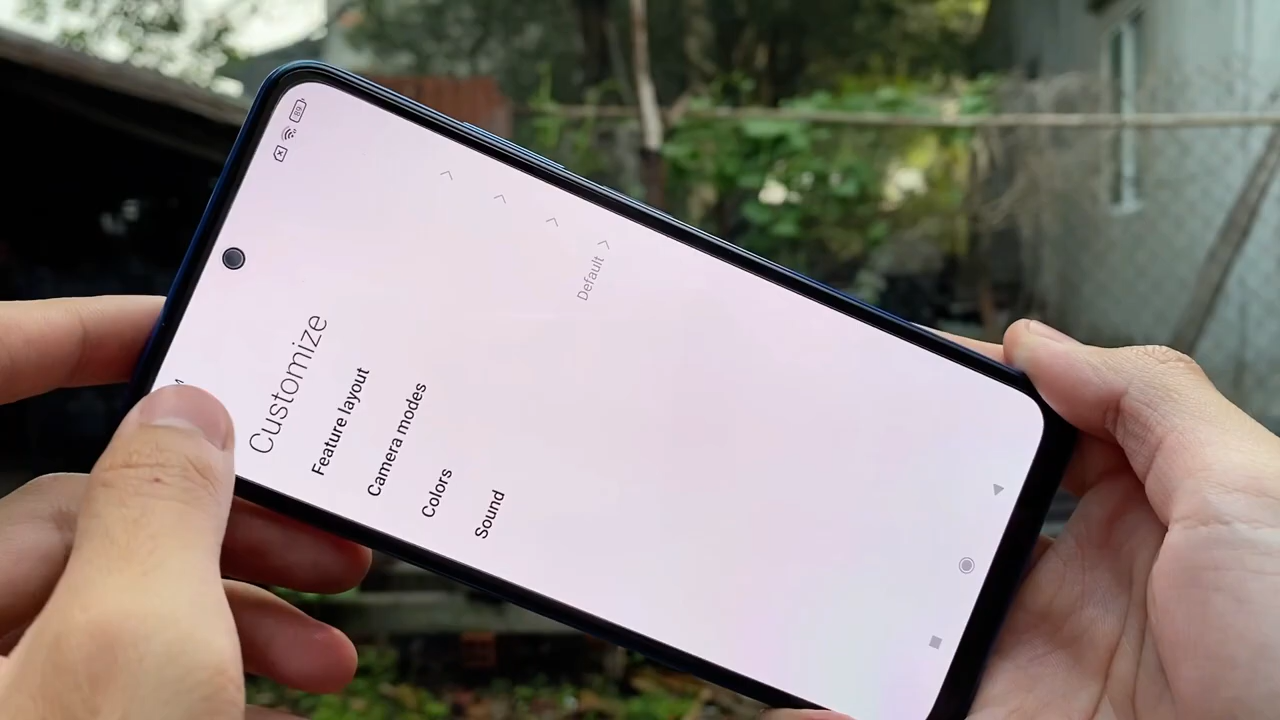 Customize
Feature layout
Camera modes
Colors
Sound
Default